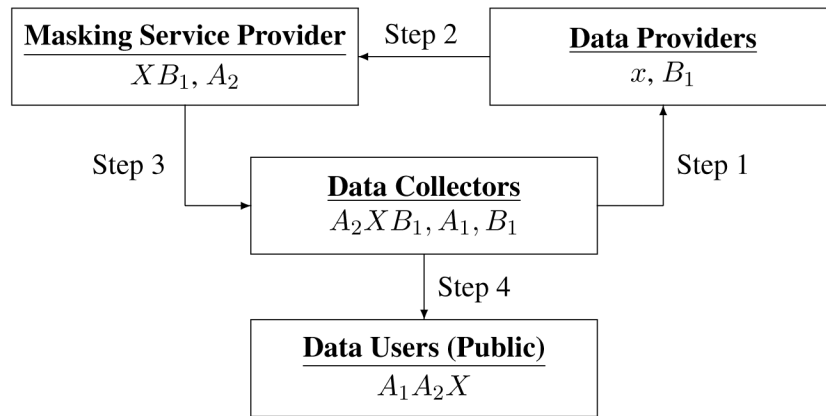 Masking Service Provider
XB₁, A₂
Step 2
Data Providers
x, B₁
Step 3
Step 1
Data Collectors
A₂XB₁, A₁, B₁
Step 4
Data Users (Public)
A₁A₂X